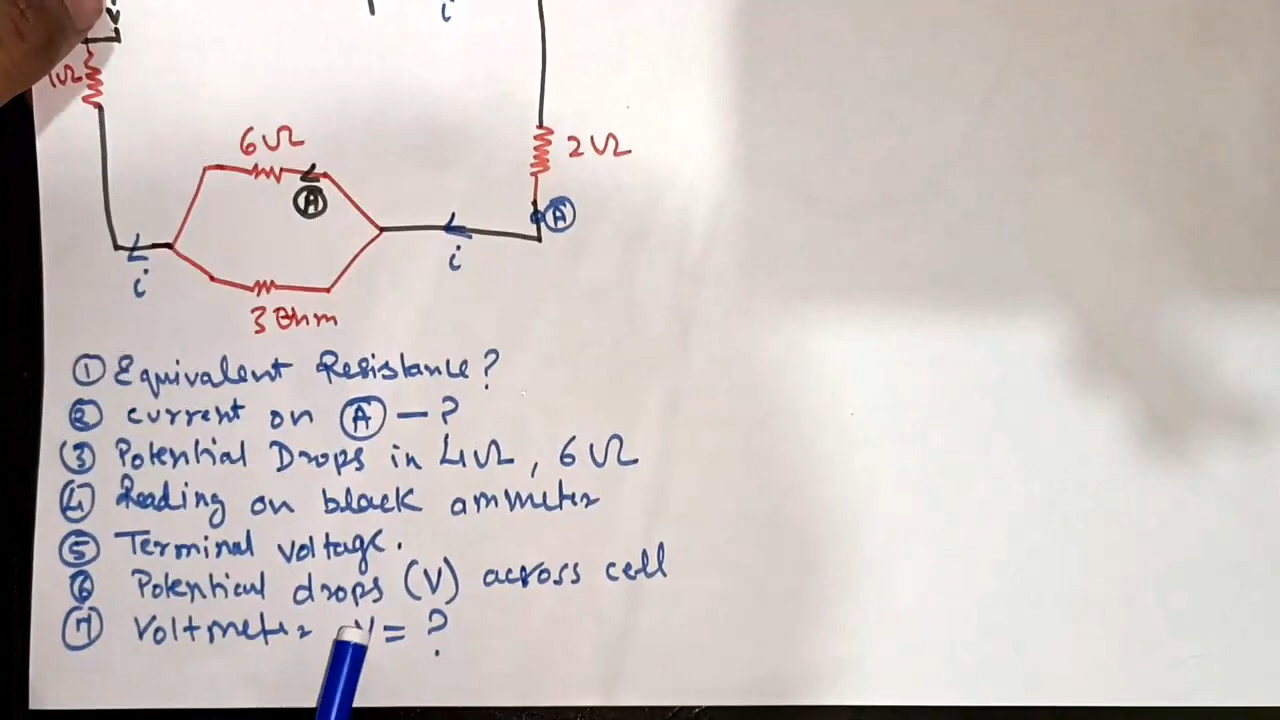 i
1Ω
6Ω
2Ω
A
A
i
i
3 Ohm
① Equivalent Resistance?
② current on Ⓐ — ?
③ Potential Drops in 4Ω, 6Ω
④ Reading on black ammeter
⑤ Terminal voltage.
⑥ Potential drops (V) across cell
⑦ Voltmeter V = ?